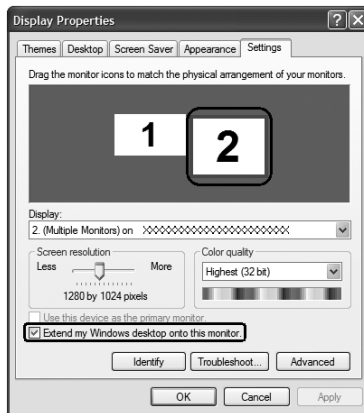 Display Properties
Themes Desktop Screen Saver Appearance Settings
Drag the monitor icons to match the physical arrangement of your monitors.
1 2
Display:
2. (Multiple Monitors) on XXXXXXXXXXXXXXXXXXXXXXX
Screen resolution Color quality
Less More Highest (32 bit)
1280 by 1024 pixels
Use this device as the primary monitor.
Extend my Windows desktop onto this monitor.
Identify Troubleshoot... Advanced
OK Cancel Apply